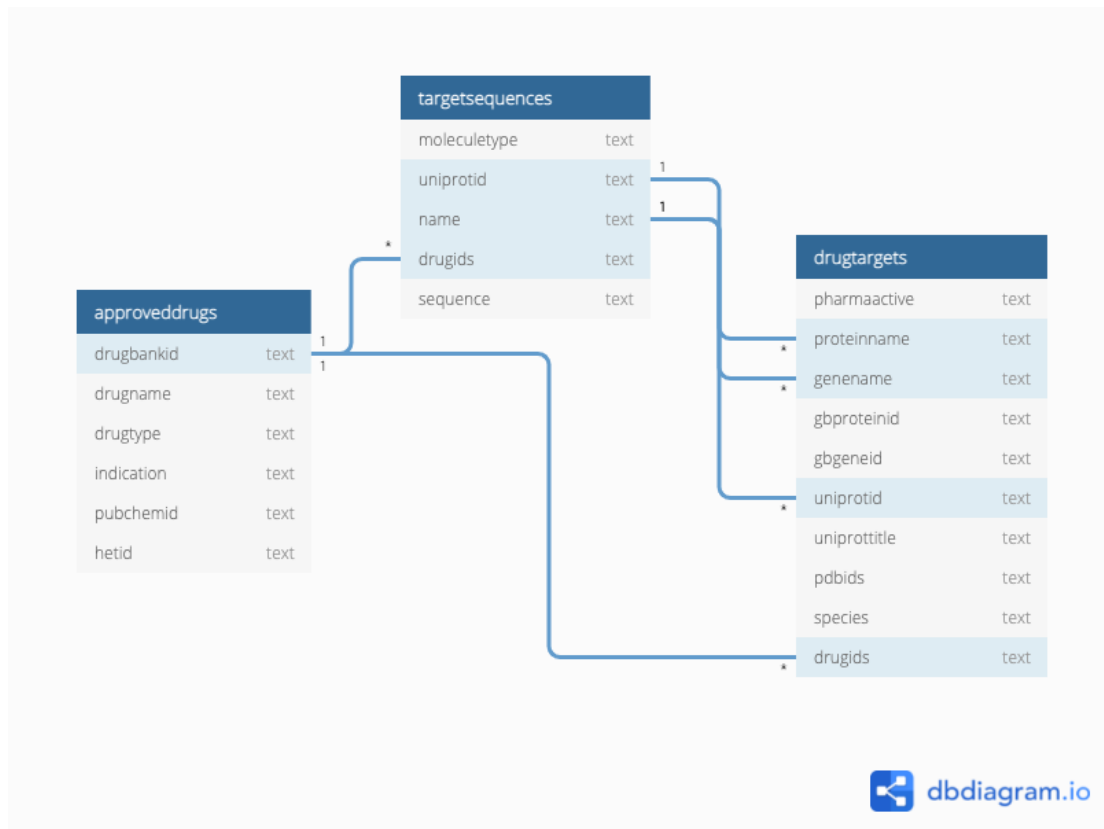 targetsequences
moleculetype text
uniprotid text
name text
drugids text
sequence text
1
1
*
approveddrugs
drugbankid text
drugname text
drugtype text
indication text
pubchemid text
hetid text
1
1
drugtargets
pharmaactive text
proteinname text
genename text
gbproteinid text
gbgeneid text
uniprotid text
uniprottitle text
pdbids text
species text
drugids text
*
*
*
*
dbdiagram.io